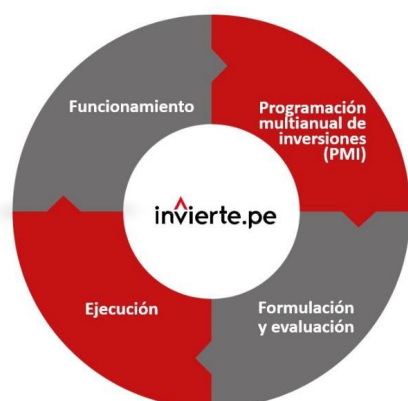 Funcionamiento
Programación
multianual de
inversiones
(PMI)
invierte.pe
Ejecución
Formulación
y evaluación